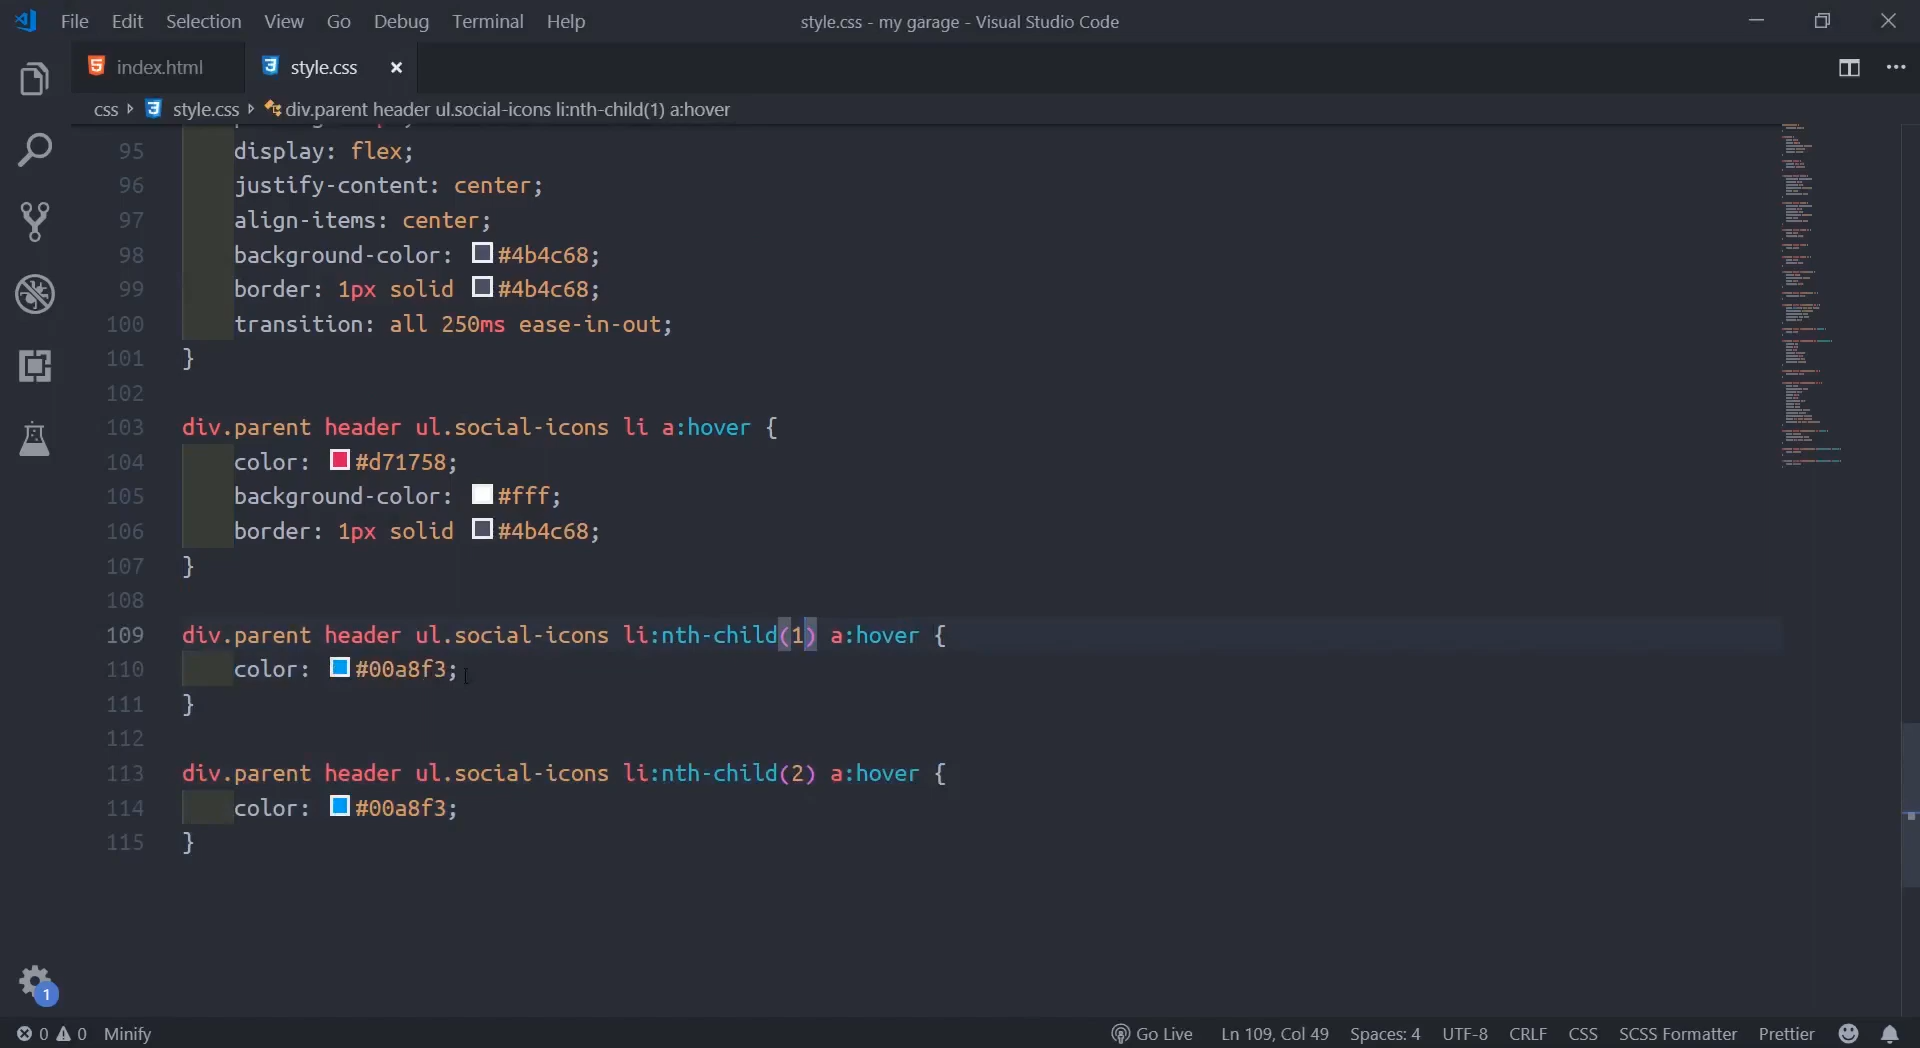 File Edit Selection View Go Debug Terminal Help
style.css - my garage - Visual Studio Code
index.html
style.css
css style.css div.parent header ul.social-icons li:nth-child(1) a:hover
95 display: flex;
96 justify-content: center;
97 align-items: center;
98 background-color: #4b4c68;
99 border: 1px solid #4b4c68;
100 transition: all 250ms ease-in-out;
101 }
102
103 div.parent header ul.social-icons li a:hover {
104 color: #d71758;
105 background-color: #fff;
106 border: 1px solid #4b4c68;
107 }
108
109 div.parent header ul.social-icons li:nth-child(1) a:hover {
110 color: #00a8f3;
111 }
112
113 div.parent header ul.social-icons li:nth-child(2) a:hover {
114 color: #00a8f3;
115 }
1
0 0 Minify
Go Live Ln 109, Col 49 Spaces: 4 UTF-8 CRLF CSS SCSS Formatter Prettier